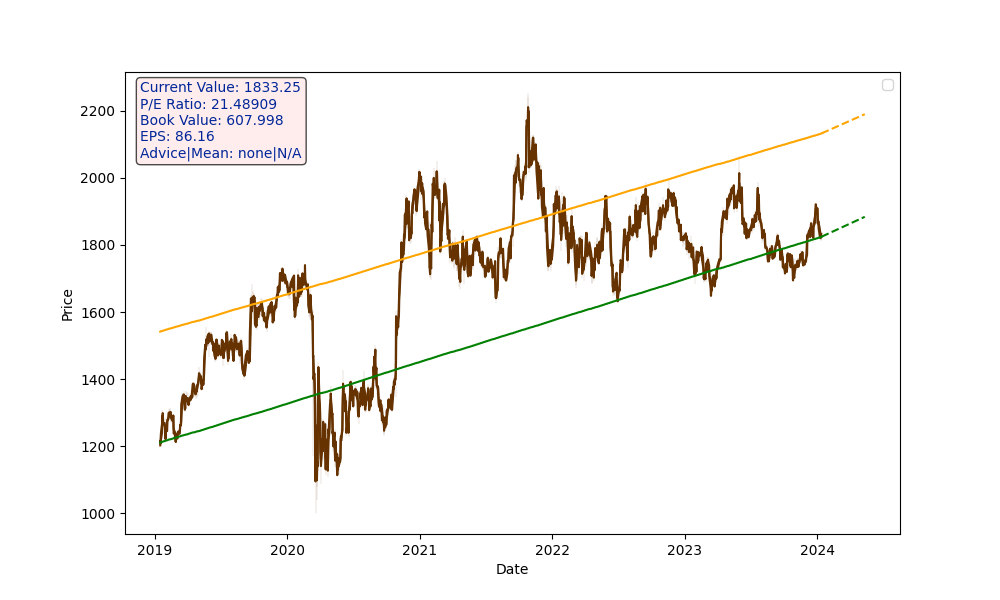 Current Value: 1833.25
P/E Ratio: 21.48909
Book Value: 607.998
EPS: 86.16
Advice|Mean: none|N/A
2200
2000
1800
1600
1400
1200
1000
Price
2019 2020 2021 2022 2023 2024
Date